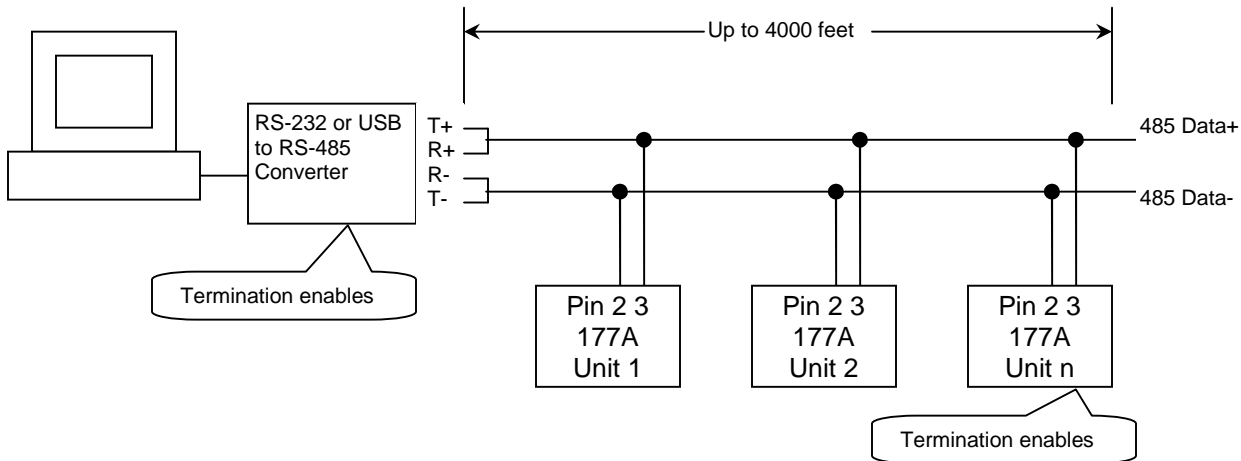 Up to 4000 feet
RS-232 or USB
to RS-485
Converter
T+
R+
R-
T-
485 Data+
485 Data-
Termination enables
Pin 2 3
177A
Unit 1
Pin 2 3
177A
Unit 2
Pin 2 3
177A
Unit n
Termination enables